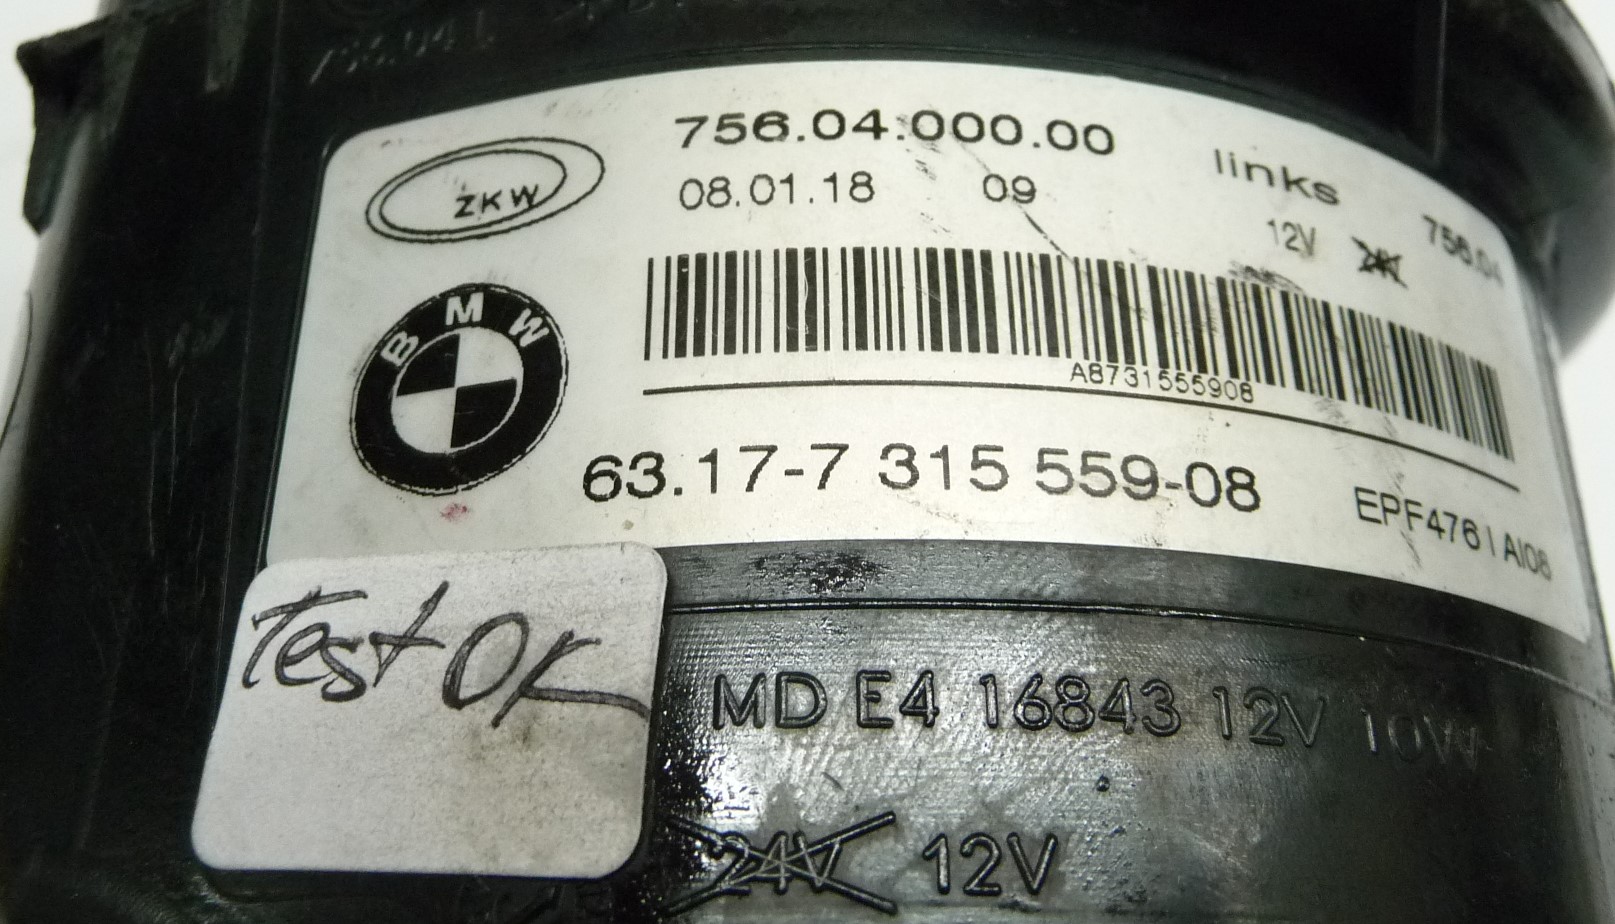 ZKW
756.04.000.00
links
08.01.18 09
12V 24V
756.04
BMW
A8731555908
63.17-7 315 559-08
EPF476 | AI08
Test OK
MD E4 16843 12V 10W
24V 12V